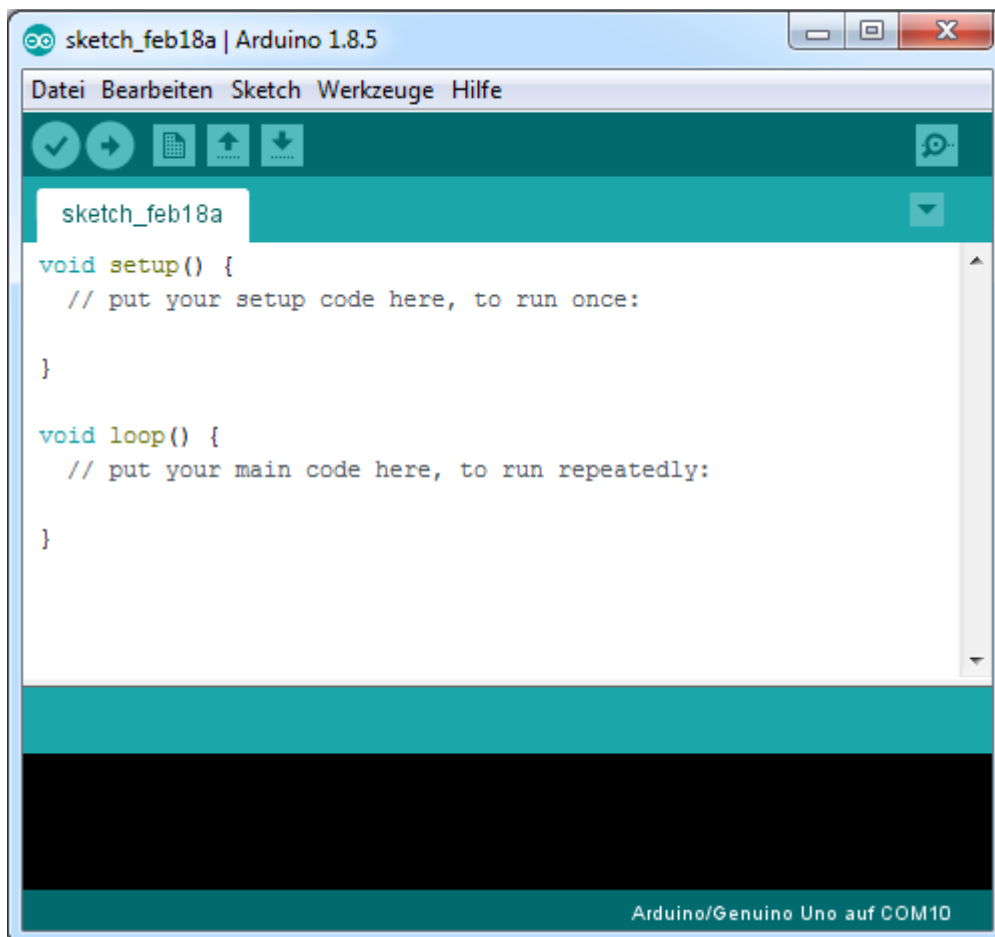 sketch_feb18a | Arduino 1.8.5
Datei Bearbeiten Sketch Werkzeuge Hilfe
sketch_feb18a
void setup() {
  // put your setup code here, to run once:
}
void loop() {
  // put your main code here, to run repeatedly:
}
Arduino/Genuino Uno auf COM10